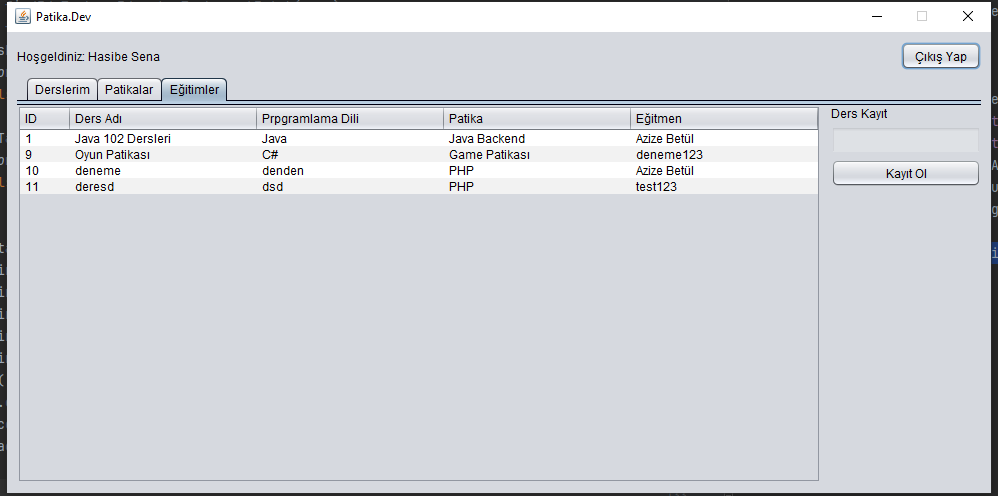 Patika.Dev
Hoşgeldiniz: Hasibe Sena
Çıkış Yap
Derslerim Patikalar Eğitimler
ID Ders Adı Prpgramlama Dili Patika Eğitmen
1 Java 102 Dersleri Java Java Backend Azize Betül
9 Oyun Patikası C# Game Patikası deneme123
10 deneme denden PHP Azize Betül
11 deresd dsd PHP test123
Ders Kayıt
Kayıt Ol